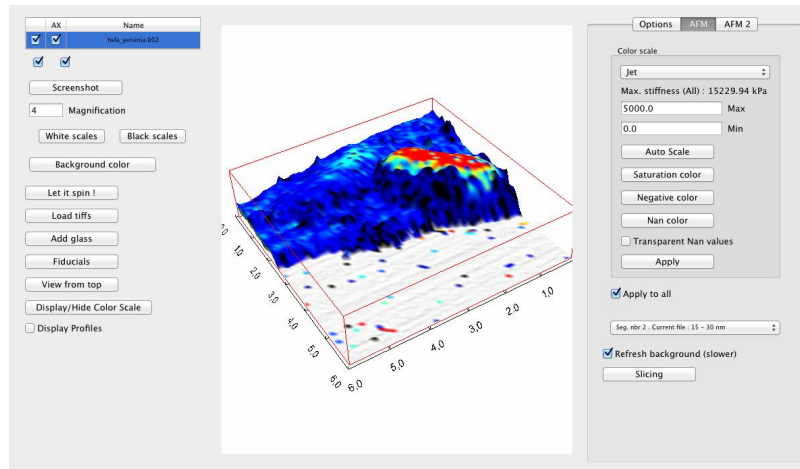 AX Name
hela_yersinia.002
Screenshot
4 Magnification
White scales Black scales
Background color
Let it spin !
Load tiffs
Add glass
Fiducials
View from top
Display/Hide Color Scale
Display Profiles
0,0
1,0
2,0
3,0
4,0
5,0
6,0
6,0
5,0
4,0
3,0
2,0
1,0
Options AFM AFM 2
Color scale
Jet
Max. stiffness (All) : 15229.94 kPa
5000.0 Max
0.0 Min
Auto Scale
Saturation color
Negative color
Nan color
Transparent Nan values
Apply
Apply to all
Seg. nbr 2 . Current file : 15 - 30 nm
Refresh background (slower)
Slicing